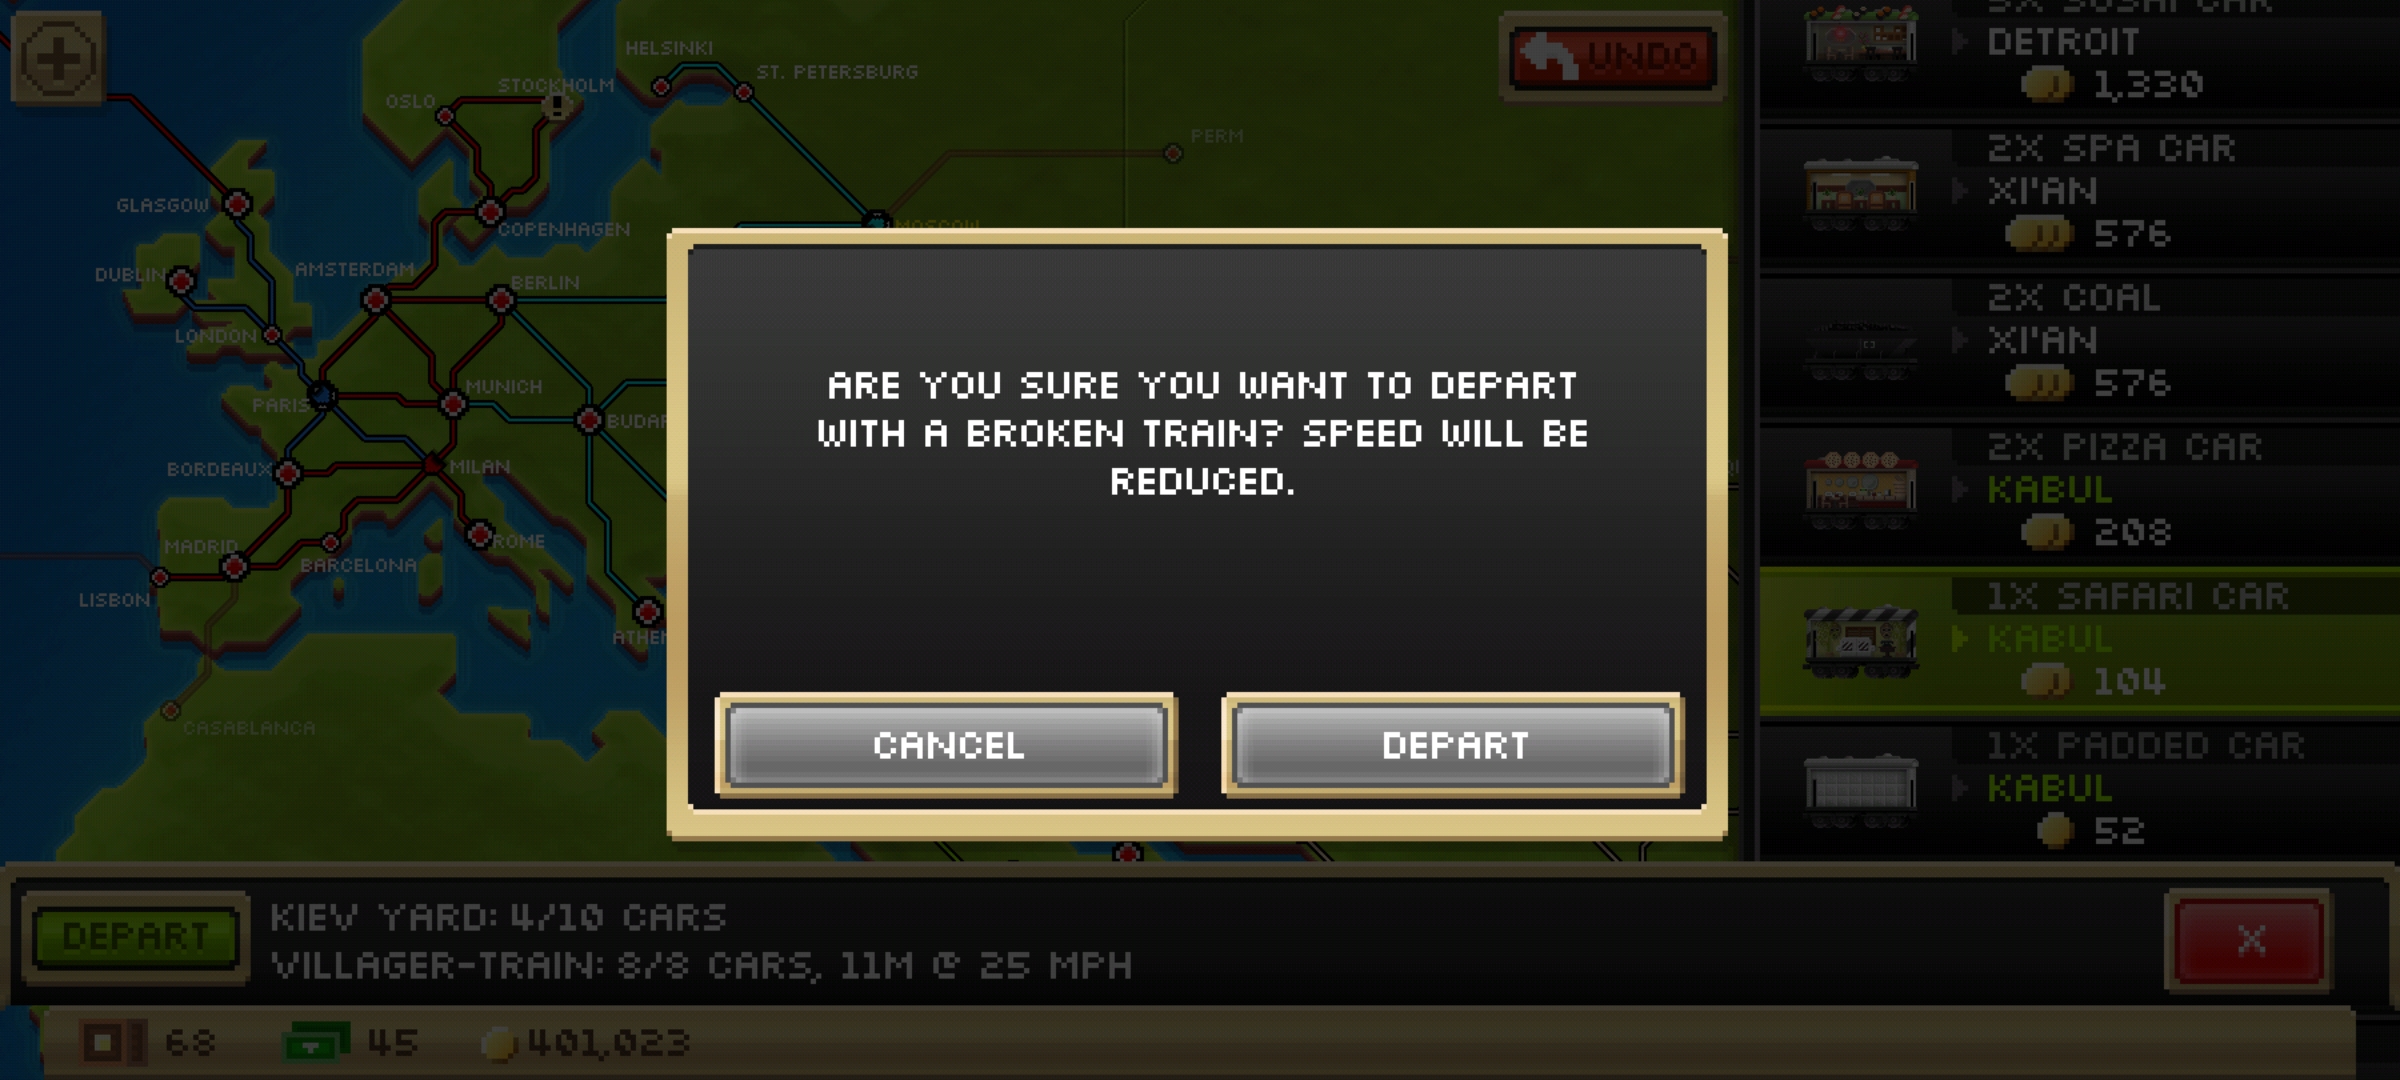 HELSINKI
ST. PETERSBURG
STOCKHOLM
OSLO
UNDO
PERM
GLASGOW
MOSCOW
COPENHAGEN
DUBLIN
AMSTERDAM
BERLIN
LONDON
MUNICH
PARIS
BUDAP
BORDEAUX
MILAN
MADRID
BARCELONA
ROME
LISBON
ATHEN
CASABLANCA
DETROIT
1,330
2X SPA CAR
XI'AN
576
2X COAL
XI'AN
576
2X PIZZA CAR
KABUL
208
1X SAFARI CAR
KABUL
104
1X PADDED CAR
KABUL
52
ARE YOU SURE YOU WANT TO DEPART
WITH A BROKEN TRAIN? SPEED WILL BE
REDUCED.
CANCEL
DEPART
DEPART
KIEV YARD: 4/10 CARS
VILLAGER-TRAIN: 8/8 CARS, 11M @ 25 MPH
X
68
45
401,023